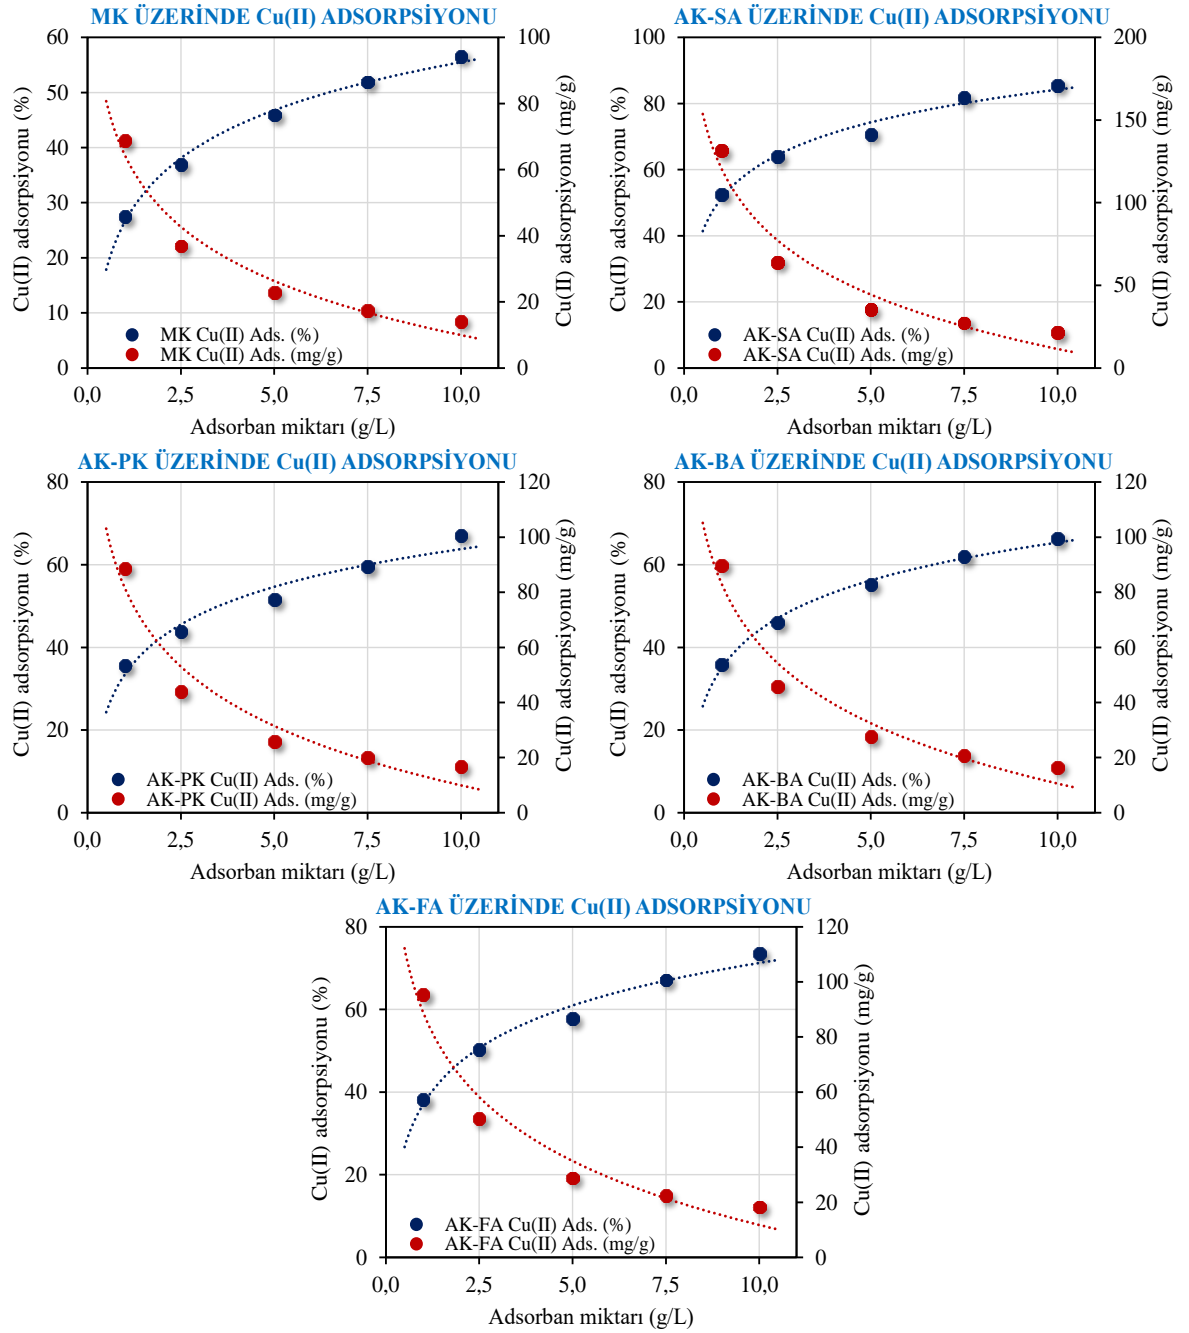 MK ÜZERİNDE Cu(II) ADSORPSİYONU
60
50
40
30
20
10
0
100
80
60
40
20
0
0,0
2,5
5,0
7,5
10,0
Cu(II) adsorpsiyonu (%)
Cu(II) adsorpsiyonu (mg/g)
MK Cu(II) Ads. (%)
MK Cu(II) Ads. (mg/g)
Adsorban miktarı (g/L)
AK-SA ÜZERİNDE Cu(II) ADSORPSİYONU
100
80
60
40
20
0
200
150
100
50
0
0,0
2,5
5,0
7,5
10,0
Cu(II) adsorpsiyonu (%)
Cu(II) adsorpsiyonu (mg/g)
AK-SA Cu(II) Ads. (%)
AK-SA Cu(II) Ads. (mg/g)
Adsorban miktarı (g/L)
AK-PK ÜZERİNDE Cu(II) ADSORPSİYONU
80
60
40
20
0
120
100
80
60
40
20
0
0,0
2,5
5,0
7,5
10,0
Cu(II) adsorpsiyonu (%)
Cu(II) adsorpsiyonu (mg/g)
AK-PK Cu(II) Ads. (%)
AK-PK Cu(II) Ads. (mg/g)
Adsorban miktarı (g/L)
AK-BA ÜZERİNDE Cu(II) ADSORPSİYONU
80
60
40
20
0
120
100
80
60
40
20
0
0,0
2,5
5,0
7,5
10,0
Cu(II) adsorpsiyonu (%)
Cu(II) adsorpsiyonu (mg/g)
AK-BA Cu(II) Ads. (%)
AK-BA Cu(II) Ads. (mg/g)
Adsorban miktarı (g/L)
AK-FA ÜZERİNDE Cu(II) ADSORPSİYONU
80
60
40
20
0
120
100
80
60
40
20
0
0,0
2,5
5,0
7,5
10,0
Cu(II) adsorpsiyonu (%)
Cu(II) adsorpsiyonu (mg/g)
AK-FA Cu(II) Ads. (%)
AK-FA Cu(II) Ads. (mg/g)
Adsorban miktarı (g/L)